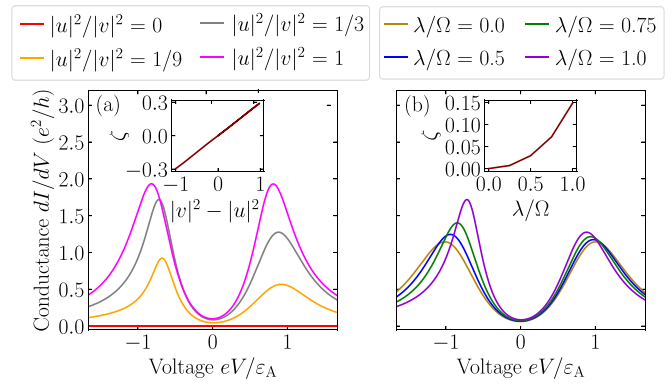 |u|²/|v|² = 0
|u|²/|v|² = 1/3
|u|²/|v|² = 1/9
|u|²/|v|² = 1
λ/Ω = 0.0
λ/Ω = 0.75
λ/Ω = 0.5
λ/Ω = 1.0
Conductance dI/dV (e²/h)
3.0
2.5
2.0
1.5
1.0
0.5
0.0
(a)
ζ
0.3
0.0
−0.3
−1
0
1
|v|² − |u|²
−1
0
1
Voltage eV/ε_A
(b)
ζ
0.15
0.10
0.05
0.00
0.0
0.5
1.0
λ/Ω
−1
0
1
Voltage eV/ε_A